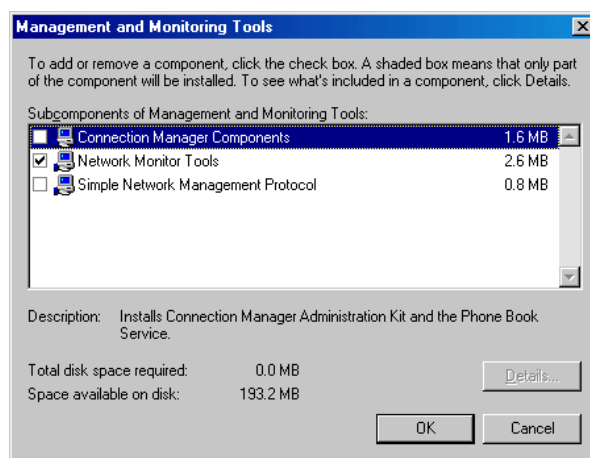 Management and Monitoring Tools
To add or remove a component, click the check box. A shaded box means that only part
of the component will be installed. To see what's included in a component, click Details.
Subcomponents of Management and Monitoring Tools:
Connection Manager Components 1.6 MB
Network Monitor Tools 2.6 MB
Simple Network Management Protocol 0.8 MB
Description: Installs Connection Manager Administration Kit and the Phone Book
Service.
Total disk space required: 0.0 MB
Details...
Space available on disk: 193.2 MB
OK Cancel